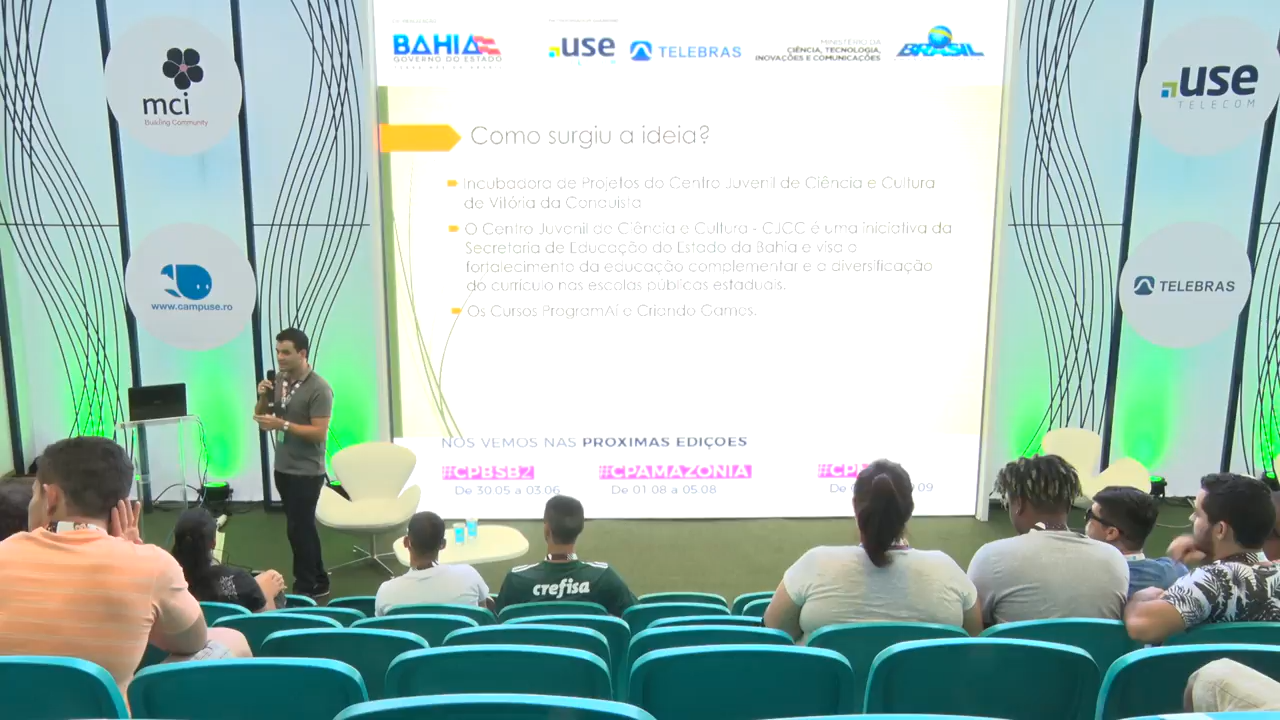 BAHIA
GOVERNO DO ESTADO
use
TELEBRAS
MINISTÉRIO DA
CIÊNCIA, TECNOLOGIA,
INOVAÇÕES E COMUNICAÇÕES
BRASIL
mci
Building Community
www.campuse.ro
use
TELECOM
TELEBRAS
Como surgiu a ideia?
Incubadora de Projetos do Centro Juvenil de Ciência e Cultura
de Vitória da Conquista
O Centro Juvenil de Ciência e Cultura - CJCC é uma iniciativa da
Secretaria de Educação do Estado da Bahia e visa o
fortalecimento da educação complementar e a diversificação
do currículo nas escolas públicas estaduais.
Os Cursos ProgramAí e Criando Games.
NOS VEMOS NAS PROXIMAS EDIÇOES
#CPBSB2
De 30.05 a 03.06
#CPAMAZONIA
De 01.08 a 05.08
crefisa